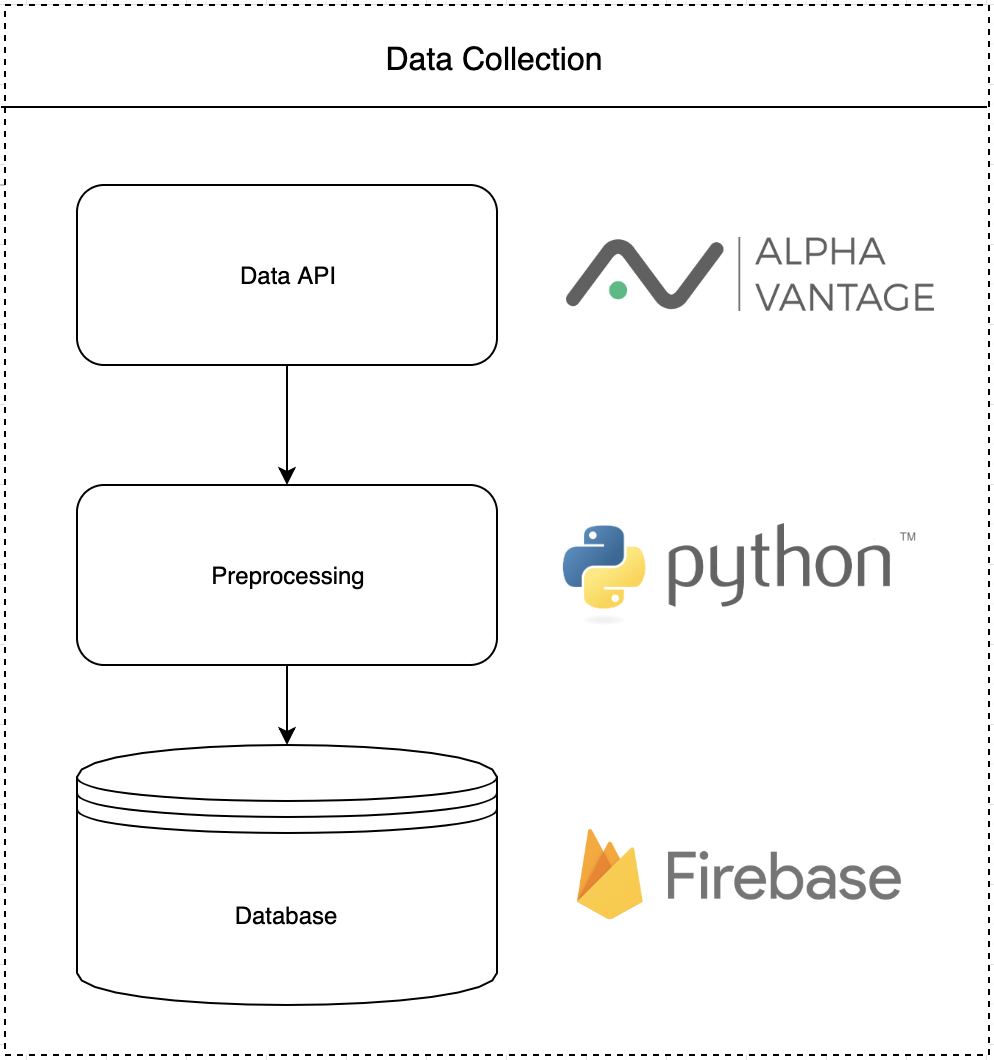 Data Collection
Data API
ALPHA
VANTAGE
Preprocessing
python™
Database
Firebase